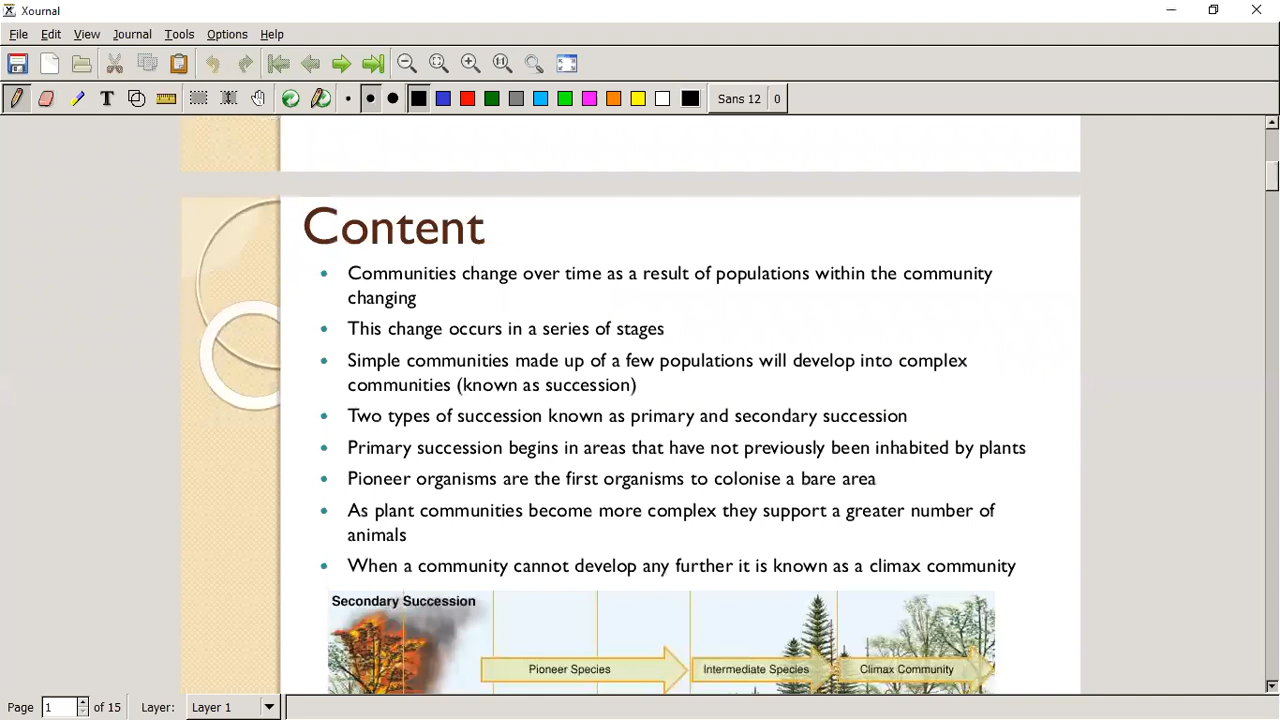 Xournal
File Edit View Journal Tools Options Help
T Sans 12 0
Content
Communities change over time as a result of populations within the community
changing
This change occurs in a series of stages
Simple communities made up of a few populations will develop into complex
communities (known as succession)
Two types of succession known as primary and secondary succession
Primary succession begins in areas that have not previously been inhabited by plants
Pioneer organisms are the first organisms to colonise a bare area
As plant communities become more complex they support a greater number of
animals
When a community cannot develop any further it is known as a climax community
Secondary Succession
Pioneer Species Intermediate Species Climax Community
Page 1 of 15 Layer: Layer 1